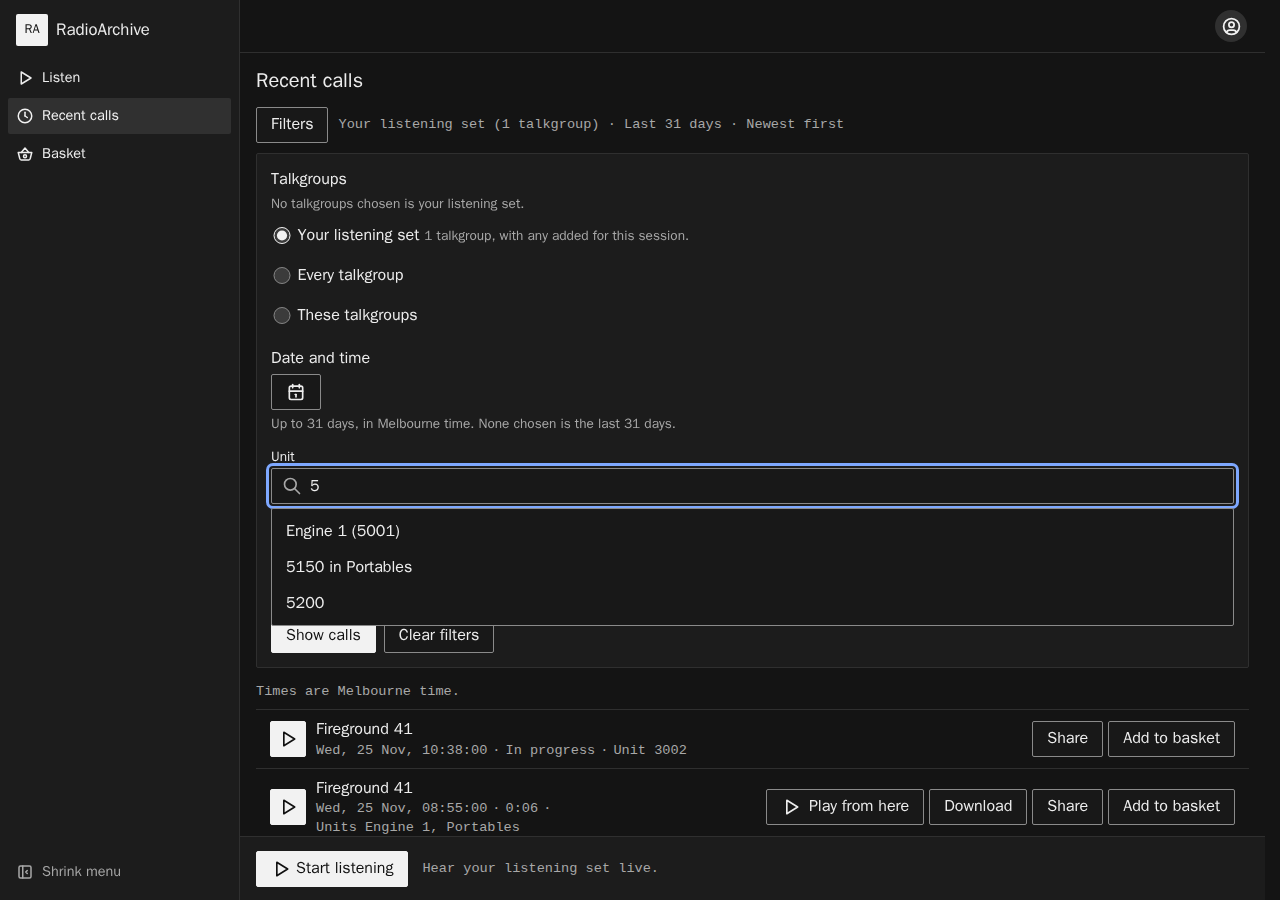 RA RadioArchive
Listen
Recent calls
Basket
Shrink menu
Recent calls
Filters Your listening set (1 talkgroup) · Last 31 days · Newest first
Talkgroups
No talkgroups chosen is your listening set.
Your listening set 1 talkgroup, with any added for this session.
Every talkgroup
These talkgroups
Date and time
Up to 31 days, in Melbourne time. None chosen is the last 31 days.
Unit
5
Engine 1 (5001)
5150 in Portables
5200
Show calls Clear filters
Times are Melbourne time.
Fireground 41
Wed, 25 Nov, 10:38:00 · In progress · Unit 3002
Share Add to basket
Fireground 41
Wed, 25 Nov, 08:55:00 · 0:06 ·
Units Engine 1, Portables
Play from here Download Share Add to basket
Start listening Hear your listening set live.